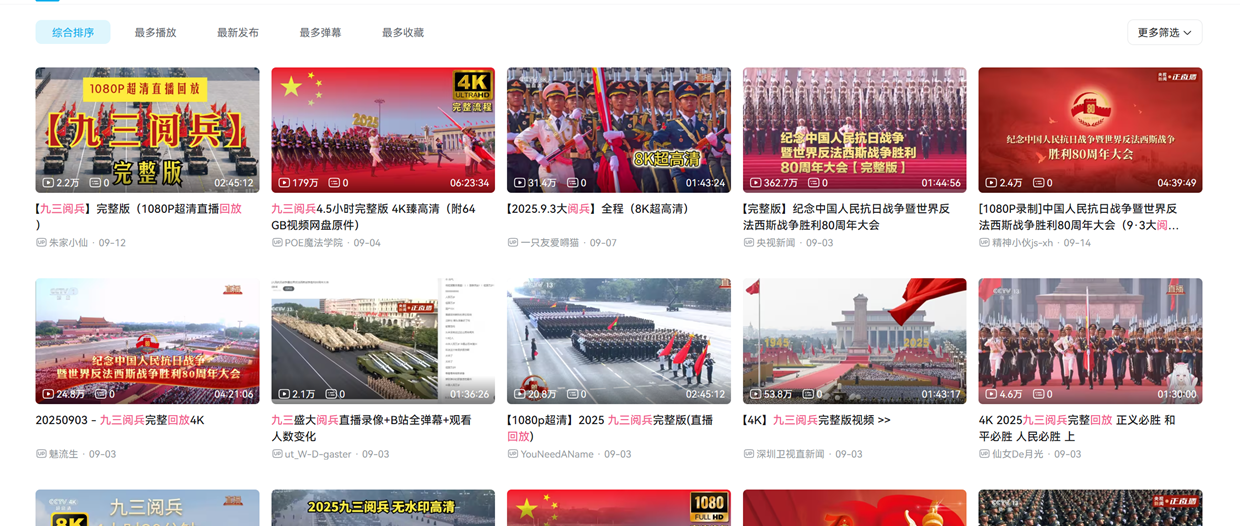 综合排序
最多播放
最新发布
最多弹幕
最多收藏
更多筛选
1080P超清直播回放
【九三阅兵】
完整版
2.2万
0
02:45:12
4K
ULTRAHD
完整流程
2025
179万
0
06:23:34
直播
8K超高清
31.4万
0
01:43:24
纪念中国人民抗日战争
暨世界反法西斯战争胜利
80周年大会【完整版】
362.7万
0
01:44:56
正直播
纪念中国人民抗日战争暨世界反法西斯战争
胜利80周年大会
2.4万
0
04:39:49
【九三阅兵】完整版（1080P超清直播回放
）
朱家小仙 · 09-12
九三阅兵4.5小时完整版 4K臻高清（附64
GB视频网盘原件）
POE魔法学院 · 09-04
【2025.9.3大阅兵】全程（8K超高清）
一只友爱嘚猫 · 09-07
【完整版】纪念中国人民抗日战争暨世界反
法西斯战争胜利80周年大会
央视新闻 · 09-03
[1080P录制]中国人民抗日战争暨世界反
法西斯战争胜利80周年大会（9·3大阅...
精神小伙js-xh · 09-14
直播
纪念中国人民抗日战争
暨世界反法西斯战争胜利80周年大会
24.8万
0
04:21:06
正直播
2.1万
0
01:36:26
20.8万
0
02:45:12
1945
2025
53.8万
0
01:43:17
CCTV 13
直播
4.6万
0
01:30:00
20250903 - 九三阅兵完整回放4K
魅流生 · 09-03
九三盛大阅兵直播录像+B站全弹幕+观看
人数变化
ut_W-D-gaster · 09-03
【1080p超清】2025 九三阅兵完整版(直播
回放)
YouNeedAName · 09-03
【4K】九三阅兵完整版视频 >>
深圳卫视直新闻 · 09-03
4K 2025九三阅兵完整回放 正义必胜 和
平必胜 人民必胜 上
仙女De月光 · 09-03
CCTV 4K
九三阅兵
直播
8K
2025九三阅兵 无水印高清
1080
FULL HD
正直播